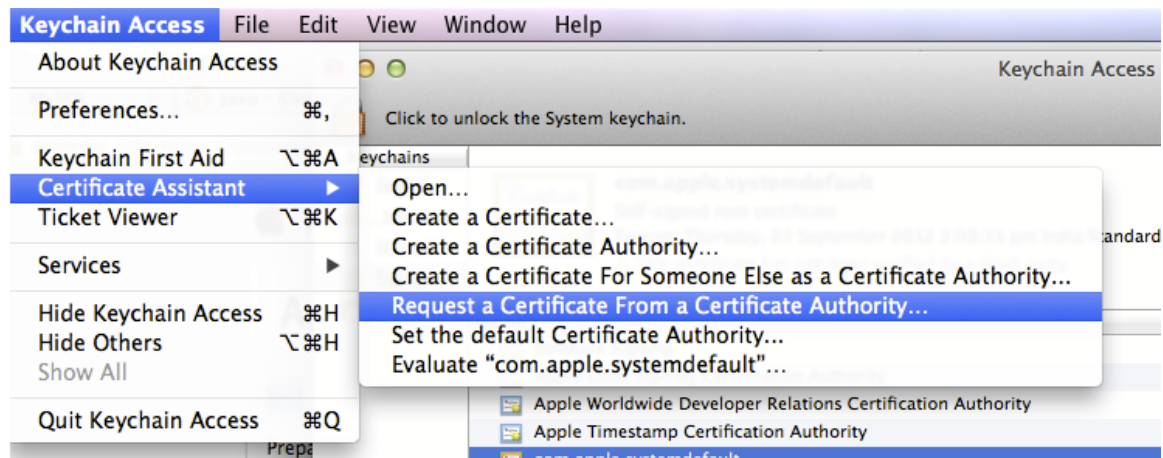 Keychain Access File Edit View Window Help
About Keychain Access
Preferences... ⌘,
Keychain First Aid ⌥⌘A
Certificate Assistant ▶
Ticket Viewer ⌥⌘K
Services ▶
Hide Keychain Access ⌘H
Hide Others ⌥⌘H
Show All
Quit Keychain Access ⌘Q
Keychain Access
Click to unlock the System keychain.
eychains
Open...
Create a Certificate...
Create a Certificate Authority...
Create a Certificate For Someone Else as a Certificate Authority...
Request a Certificate From a Certificate Authority...
Set the default Certificate Authority...
Evaluate “com.apple.systemdefault”...
com.apple.systemdefault
Self-signed root certificate
andard
Apple Worldwide Developer Relations Certification Authority
Apple Timestamp Certification Authority
com.apple.systemdefault
Prepa